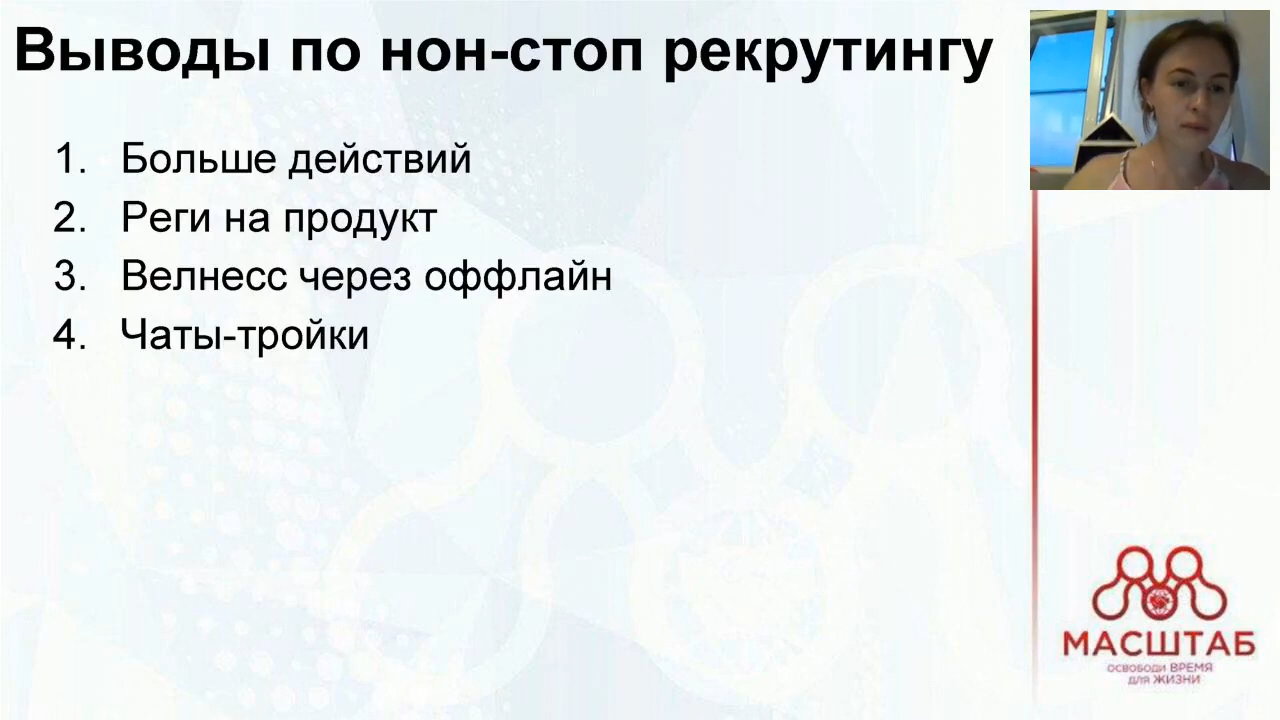 Выводы по нон-стоп рекрутингу
1. Больше действий
2. Реги на продукт
3. Велнесс через оффлайн
4. Чаты-тройки
МАСШТАБ
ОСВОБОДИ ВРЕМЯ
для ЖИЗНИ